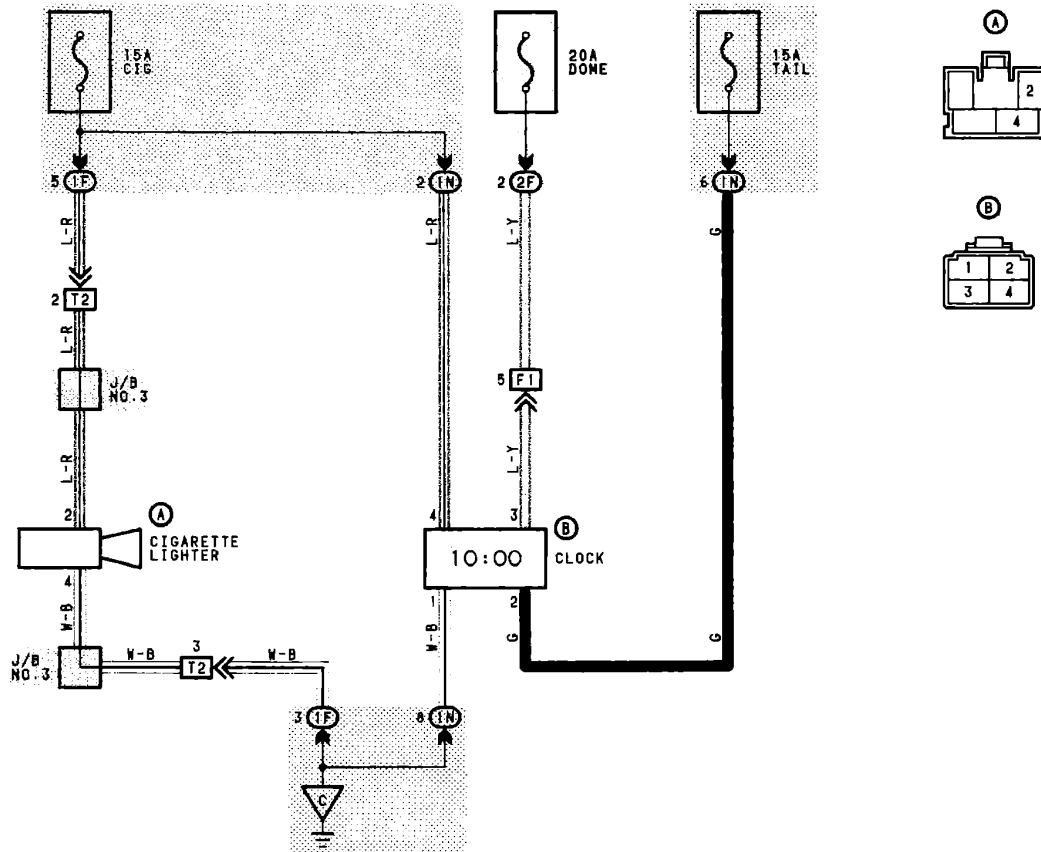 15A
CIG
20A
DOME
15A
TAIL
A
2
4
5 1F
2 1N
2 2F
6 1N
B
1 2
3 4
L-R
L-R
L-Y
G
2 T2
L-R
J/B
NO.3
5 F1
L-R
L-Y
2
A
CIGARETTE
LIGHTER
4
3
B
10:00
CLOCK
4
1
2
W-B
W-B
G
G
J/B
NO.3
W-B
3
T2
W-B
3 1F
8 1N
C